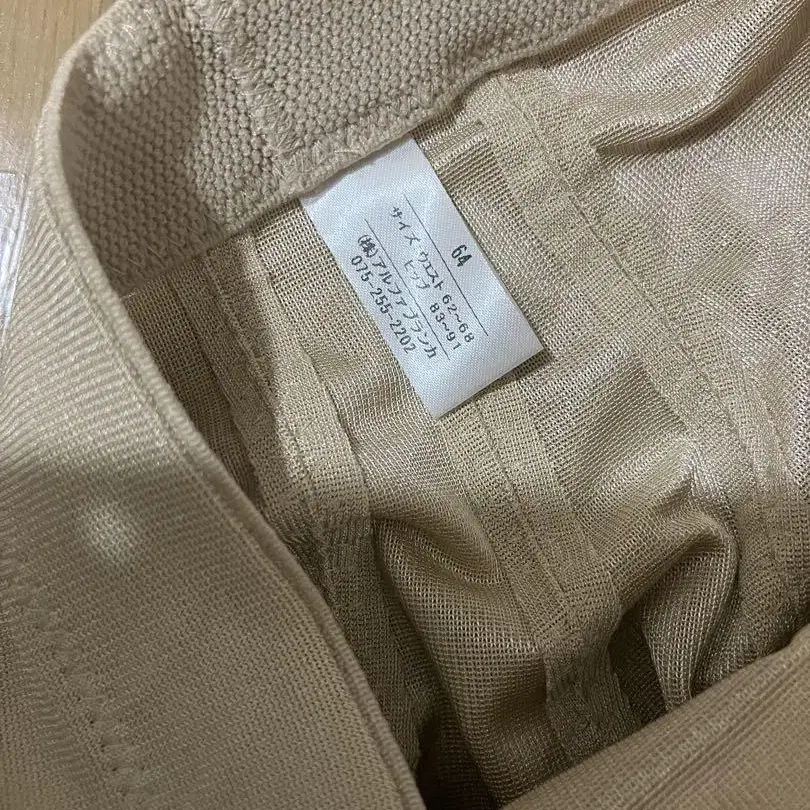 64
サイズ ウエスト 62~68
ヒップ 83~91
(株)アルファブランカ
075-255-2202